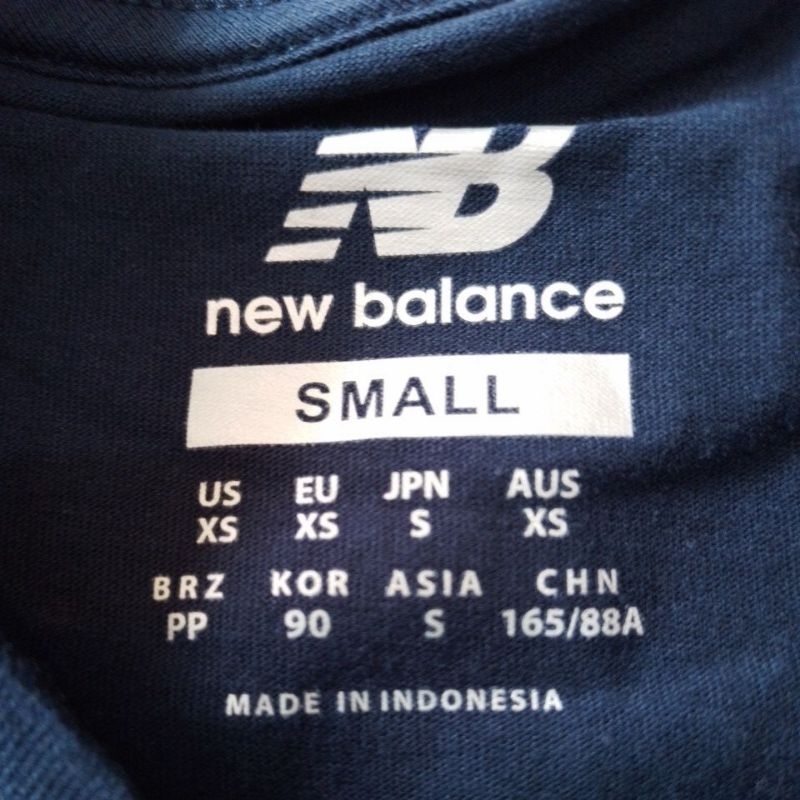 NB
new balance
SMALL
US EU JPN AUS
XS XS S XS
BRZ KOR ASIA CHN
PP 90 S 165/88A
MADE IN INDONESIA